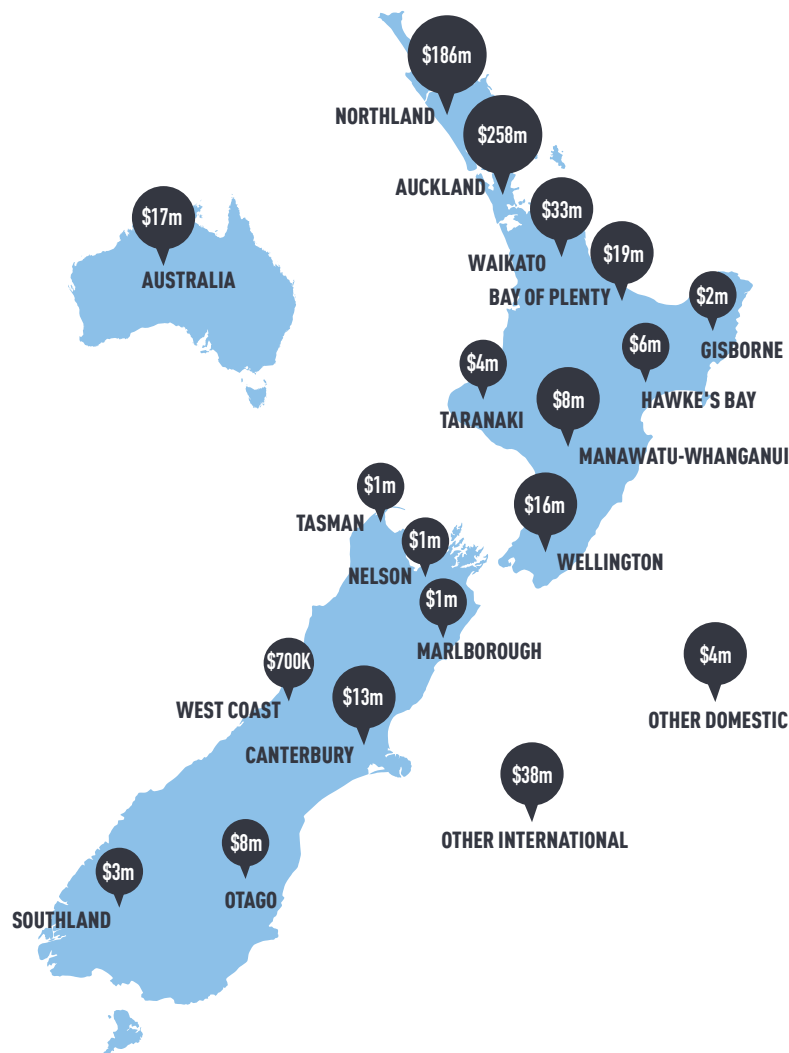 $186m
NORTHLAND
$258m
AUCKLAND
$17m
AUSTRALIA
$33m
WAIKATO
$19m
BAY OF PLENTY
$2m
GISBORNE
$6m
HAWKE'S BAY
$4m
TARANAKI
$8m
MANAWATU-WHANGANUI
$16m
WELLINGTON
$1m
TASMAN
$1m
NELSON
$1m
MARLBOROUGH
$700K
WEST COAST
$13m
CANTERBURY
$4m
OTHER DOMESTIC
$38m
OTHER INTERNATIONAL
$8m
OTAGO
$3m
SOUTHLAND